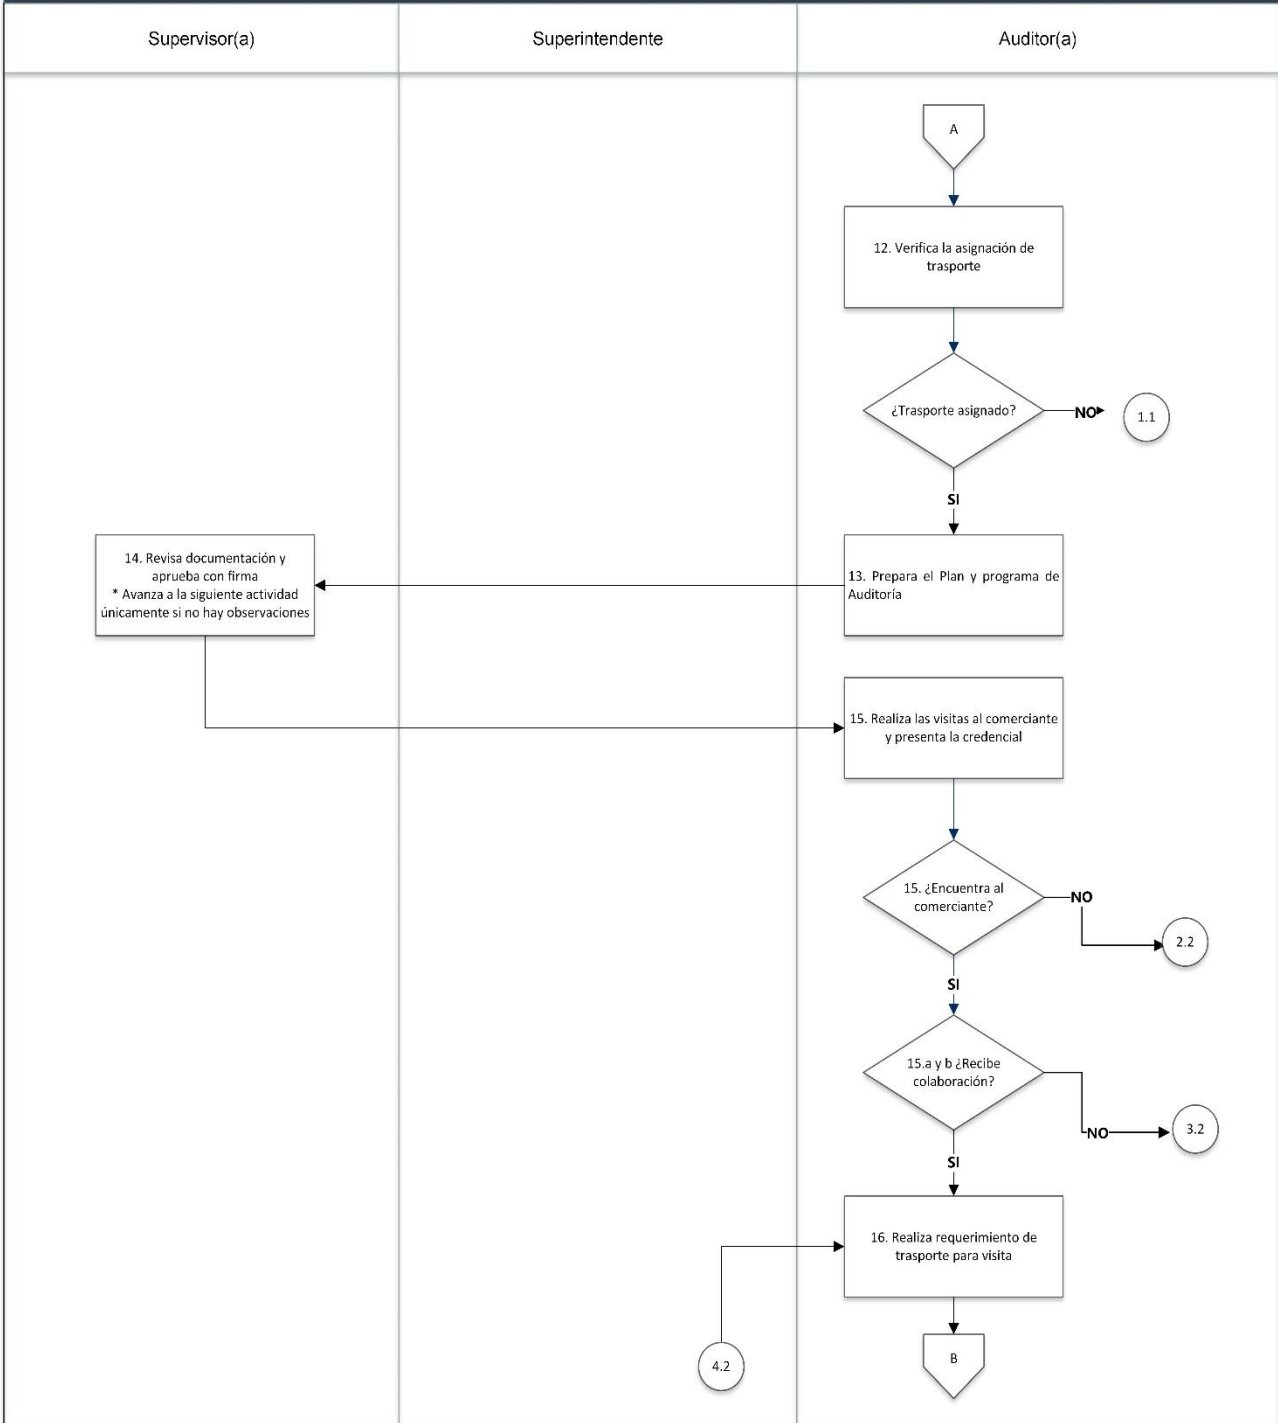 Supervisor(a)
Superintendente
Auditor(a)
A
12. Verifica la asignación de
trasporte
¿Trasporte asignado?
NO
1.1
SI
14. Revisa documentación y
aprueba con firma
* Avanza a la siguiente actividad
únicamente si no hay observaciones
13. Prepara el Plan y programa de
Auditoría
15. Realiza las visitas al comerciante
y presenta la credencial
15. ¿Encuentra al
comerciante?
NO
2.2
SI
15.a y b ¿Recibe
colaboración?
NO
3.2
SI
16. Realiza requerimiento de
trasporte para visita
4.2
B